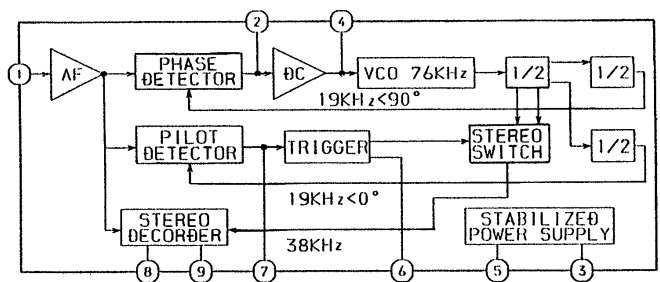 2
4
1
AF
PHASE
DETECTOR
DC
VCO 76KHz
1/2
1/2
19KHz<90°
PILOT
DETECTOR
TRIGGER
STEREO
SWITCH
1/2
19KHz<0°
STEREO
DECORDER
38KHz
STABILIZED
POWER SUPPLY
8
9
7
6
5
3